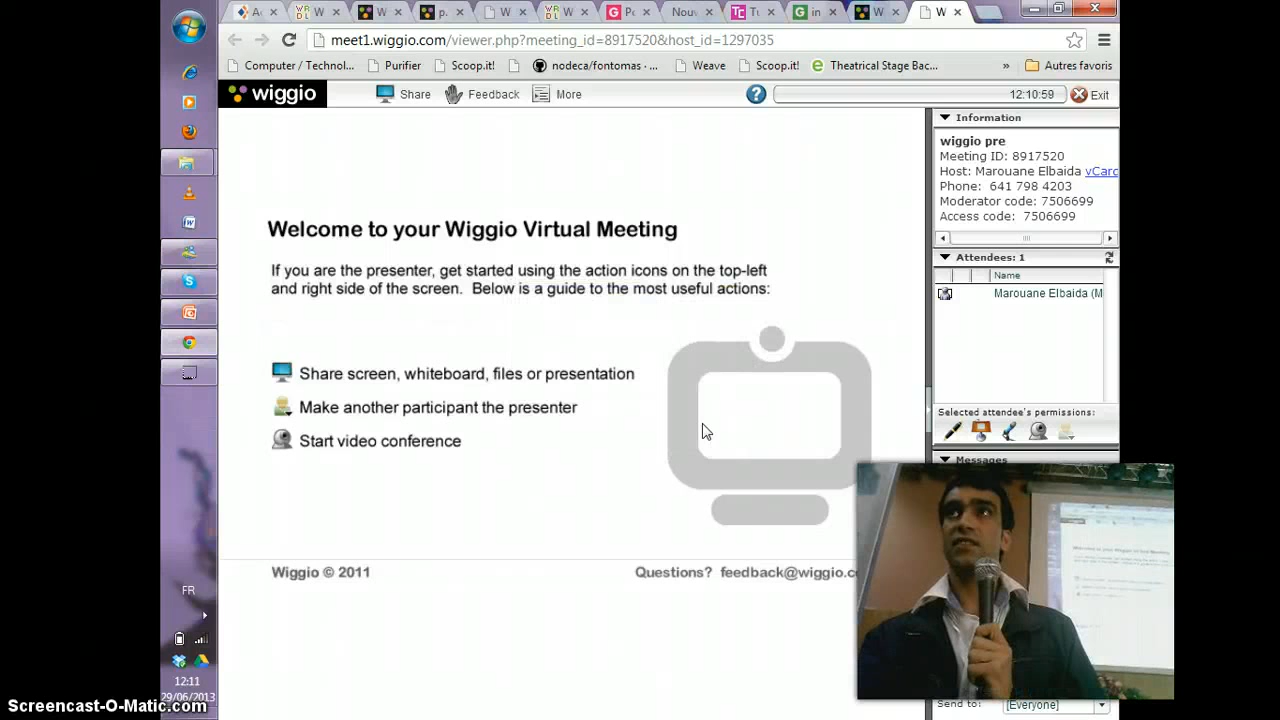 A
W
W
p.
W
W
Pe
Nouv
Tu
in
W
W
meet1.wiggio.com/viewer.php?meeting_id=8917520&host_id=1297035
Computer / Technol...
Purifier
Scoop.it!
nodeca/fontomas - ...
Weave
Scoop.it!
Theatrical Stage Bac...
»
Autres favoris
wiggio
Share
Feedback
More
?
12:10:59
Exit
Information
wiggio pre
Meeting ID: 8917520
Host: Marouane Elbaida vCard
Phone: 641 798 4203
Moderator code: 7506699
Access code: 7506699
Attendees: 1
Name
Marouane Elbaida (M
Selected attendee's permissions:
Messages
Welcome to your Wiggio Virtual Meeting
If you are the presenter, get started using the action icons on the top-left
and right side of the screen. Below is a guide to the most useful actions:
Share screen, whiteboard, files or presentation
Make another participant the presenter
Start video conference
Wiggio © 2011
Questions? feedback@wiggio.co
Send to:
[Everyone]
FR
12:11
29/06/2013
Screencast-O-Matic.com